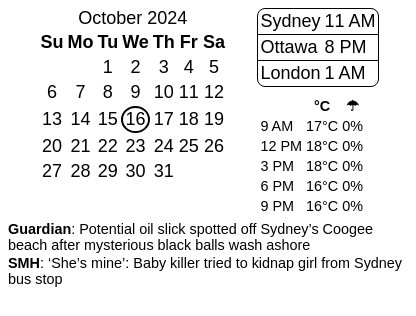 October 2024
Su Mo Tu We Th Fr Sa
1 2 3 4 5
6 7 8 9 10 11 12
13 14 15 16 17 18 19
20 21 22 23 24 25 26
27 28 29 30 31
Sydney 11 AM
Ottawa 8 PM
London 1 AM
°C ☂
9 AM 17°C 0%
12 PM 18°C 0%
3 PM 18°C 0%
6 PM 16°C 0%
9 PM 16°C 0%
Guardian: Potential oil slick spotted off Sydney’s Coogee
beach after mysterious black balls wash ashore
SMH: ‘She’s mine’: Baby killer tried to kidnap girl from Sydney
bus stop